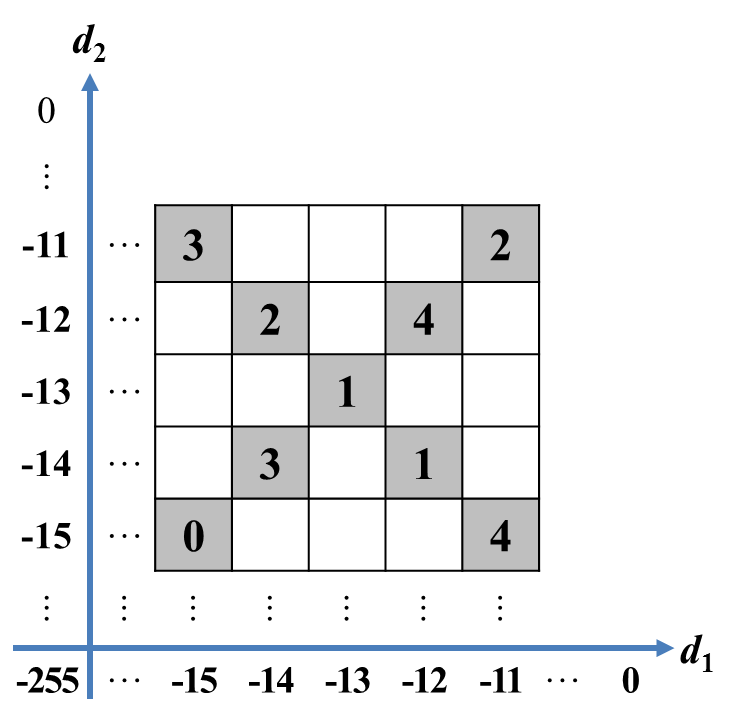 d₂
0
⋮
-11 ⋯ 3 2
-12 ⋯ 2 4
-13 ⋯ 1
-14 ⋯ 3 1
-15 ⋯ 0 4
⋮ ⋮ ⋮ ⋮ ⋮ ⋮ ⋮
d₁
-255 ⋯ -15 -14 -13 -12 -11 ⋯ 0